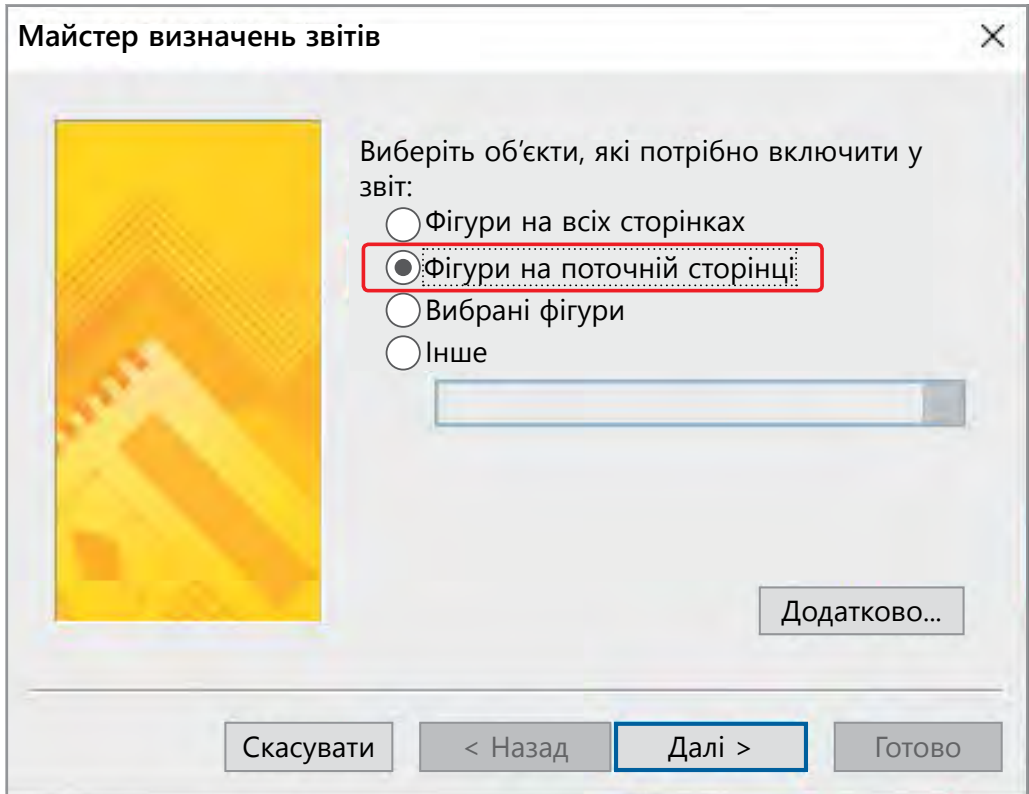 Майстер визначень звітів
Виберіть об’єкти, які потрібно включити у
звіт:
Фігури на всіх сторінках
Фігури на поточній сторінці
Вибрані фігури
Інше
Додатково...
Скасувати
< Назад
Далі >
Готово